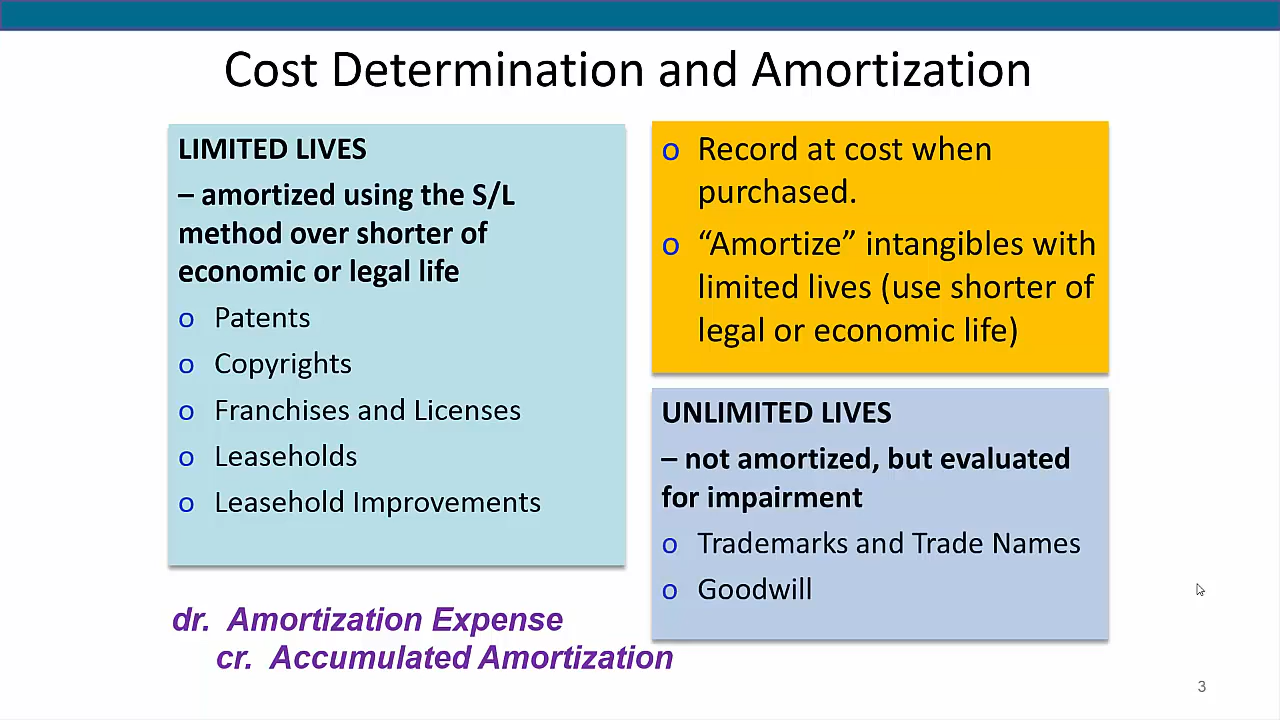 Cost Determination and Amortization
LIMITED LIVES
– amortized using the S/L
method over shorter of
economic or legal life
o Patents
o Copyrights
o Franchises and Licenses
o Leaseholds
o Leasehold Improvements
dr. Amortization Expense
cr. Accumulated Amortization
o Record at cost when
purchased.
o “Amortize” intangibles with
limited lives (use shorter of
legal or economic life)
UNLIMITED LIVES
– not amortized, but evaluated
for impairment
o Trademarks and Trade Names
o Goodwill
3